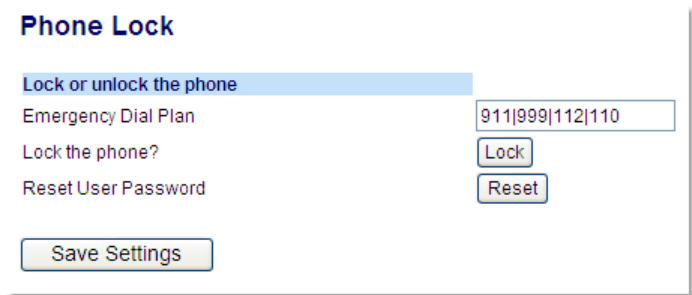 Phone Lock
Lock or unlock the phone
Emergency Dial Plan 911|999|112|110
Lock the phone? Lock
Reset User Password Reset
Save Settings